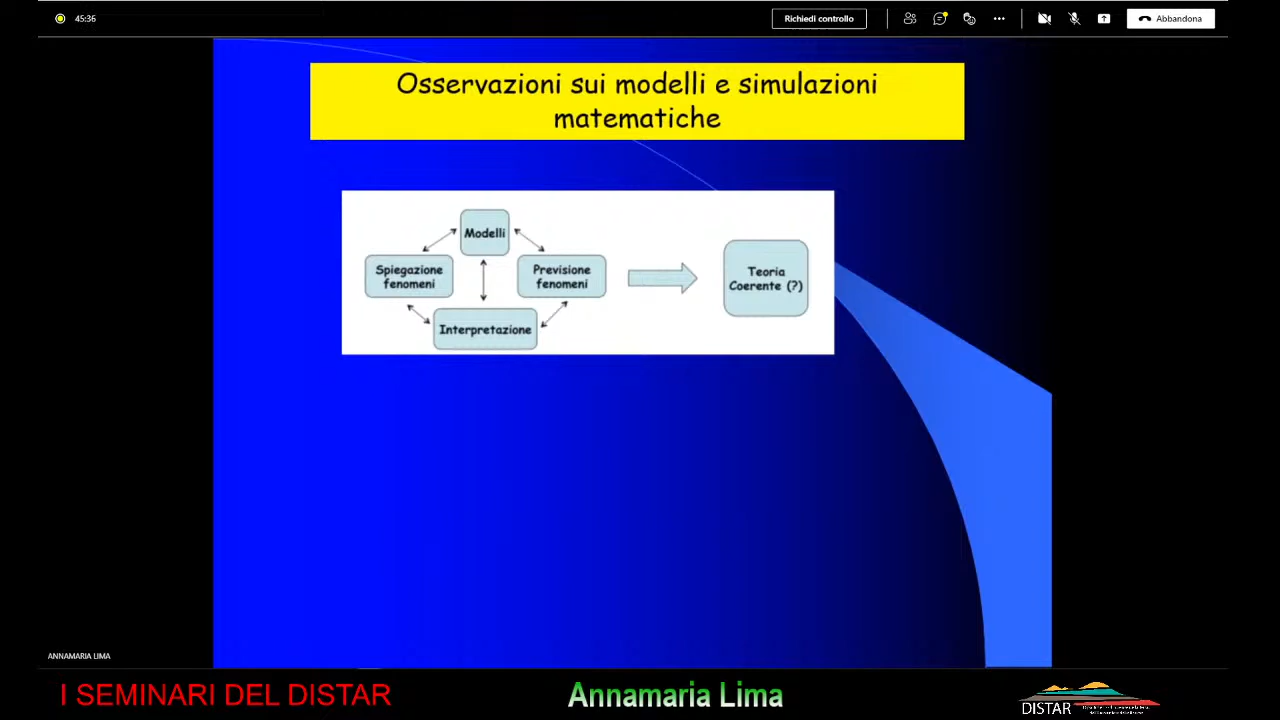 45:36
Richiedi controllo
Abbandona
Osservazioni sui modelli e simulazioni
matematiche
Modelli
Spiegazione
fenomeni
Previsione
fenomeni
Interpretazione
Teoria
Coerente (?)
ANNAMARIA LIMA
I SEMINARI DEL DISTAR
Annamaria Lima
DISTAR